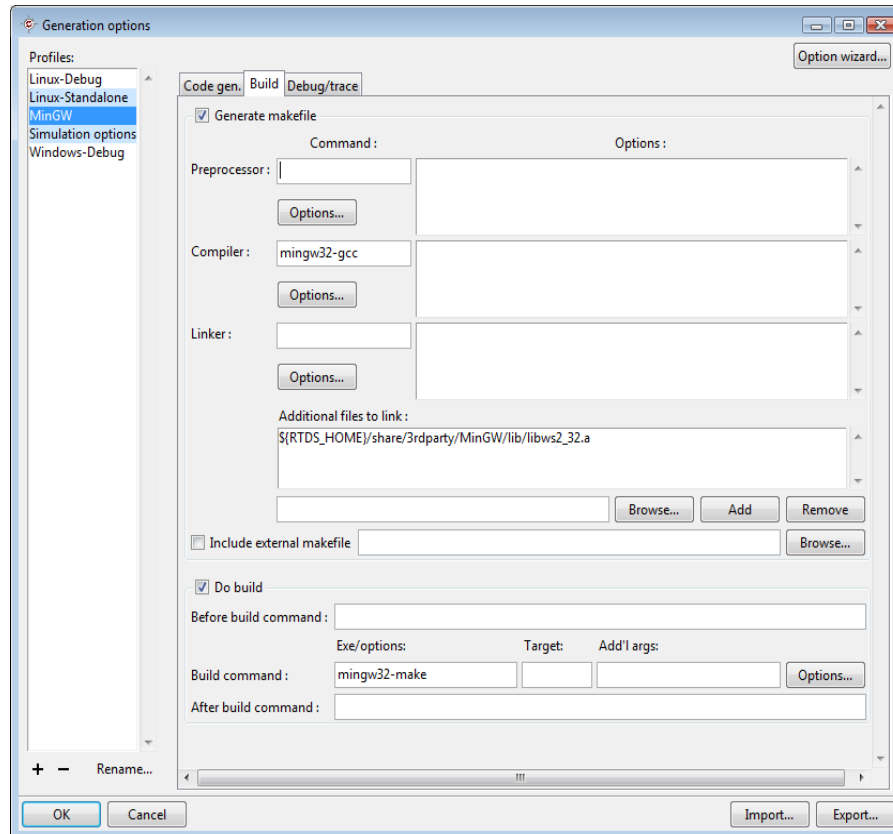 Generation options
Profiles:
Option wizard...
Linux-Debug
Linux-Standalone
MinGW
Simulation options
Windows-Debug
Code gen. Build Debug/trace
Generate makefile
Command : Options :
Preprocessor :
Options...
Compiler : mingw32-gcc
Options...
Linker :
Options...
Additional files to link :
${RTDS_HOME}/share/3rdparty/MinGW/lib/libws2_32.a
Browse... Add Remove
Include external makefile Browse...
Do build
Before build command :
Exe/options: Target: Add'l args:
Build command : mingw32-make Options...
After build command :
+ − Rename...
OK Cancel Import... Export...